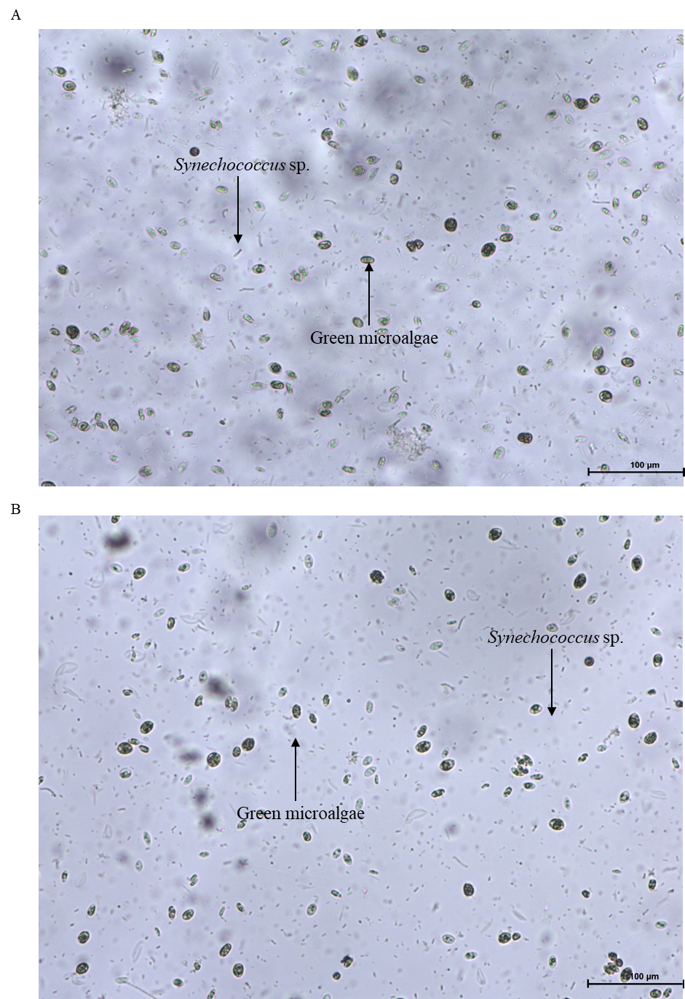 A
Synechococcus sp.
Green microalgae
100 µm
B
Synechococcus sp.
Green microalgae
100 µm